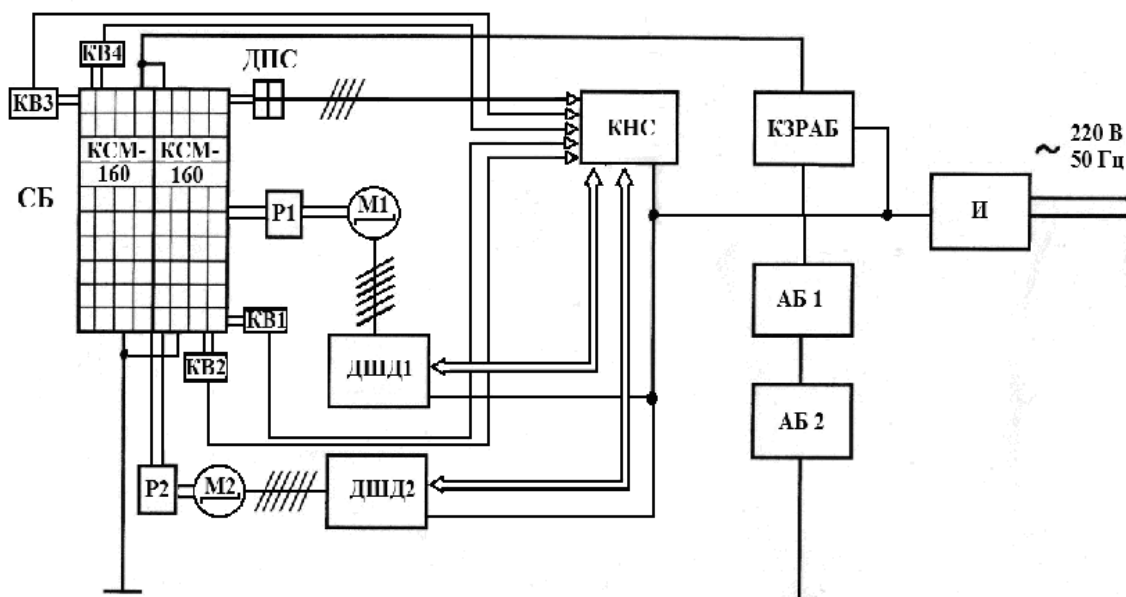 КВ4
ДПС
КВ3
КНС
КЗРАБ
~ 220 В
50 Гц
КСМ-
160
КСМ-
160
СБ
Р1
М1
И
АБ 1
КВ1
ДШД1
КВ2
АБ 2
Р2
М2
ДШД2